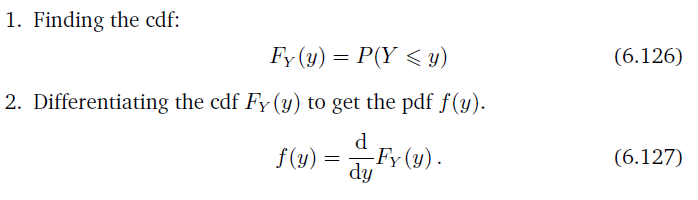 1. Finding the cdf:
F_Y(y) = P(Y ⩽ y) (6.126)
2. Differentiating the cdf F_Y(y) to get the pdf f(y).
f(y) = d/dy F_Y(y) . (6.127)